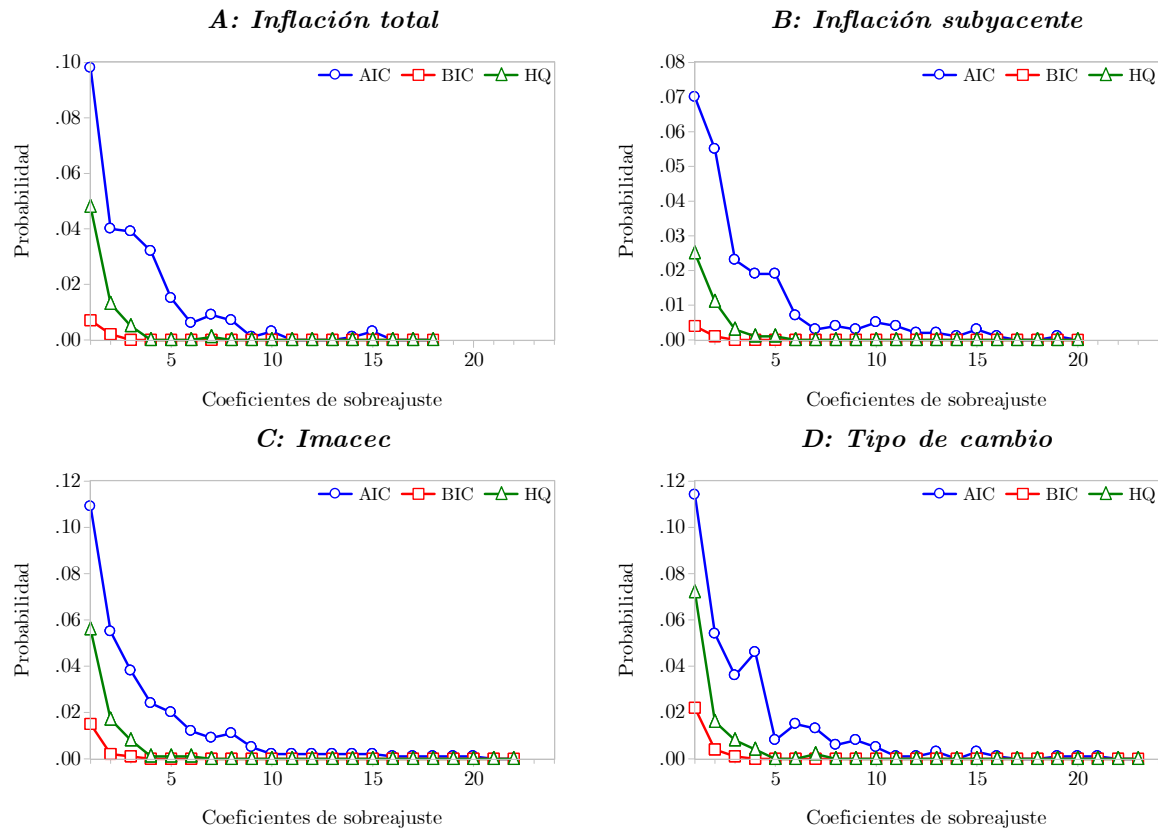 A: Inflación total
AIC BIC HQ
.10
.08
.06
.04
.02
.00
Probabilidad
5 10 15 20
Coeficientes de sobreajuste
B: Inflación subyacente
AIC BIC HQ
.08
.07
.06
.05
.04
.03
.02
.01
.00
Probabilidad
5 10 15 20
Coeficientes de sobreajuste
C: Imacec
AIC BIC HQ
.12
.10
.08
.06
.04
.02
.00
Probabilidad
5 10 15 20
Coeficientes de sobreajuste
D: Tipo de cambio
AIC BIC HQ
.12
.10
.08
.06
.04
.02
.00
Probabilidad
5 10 15 20
Coeficientes de sobreajuste